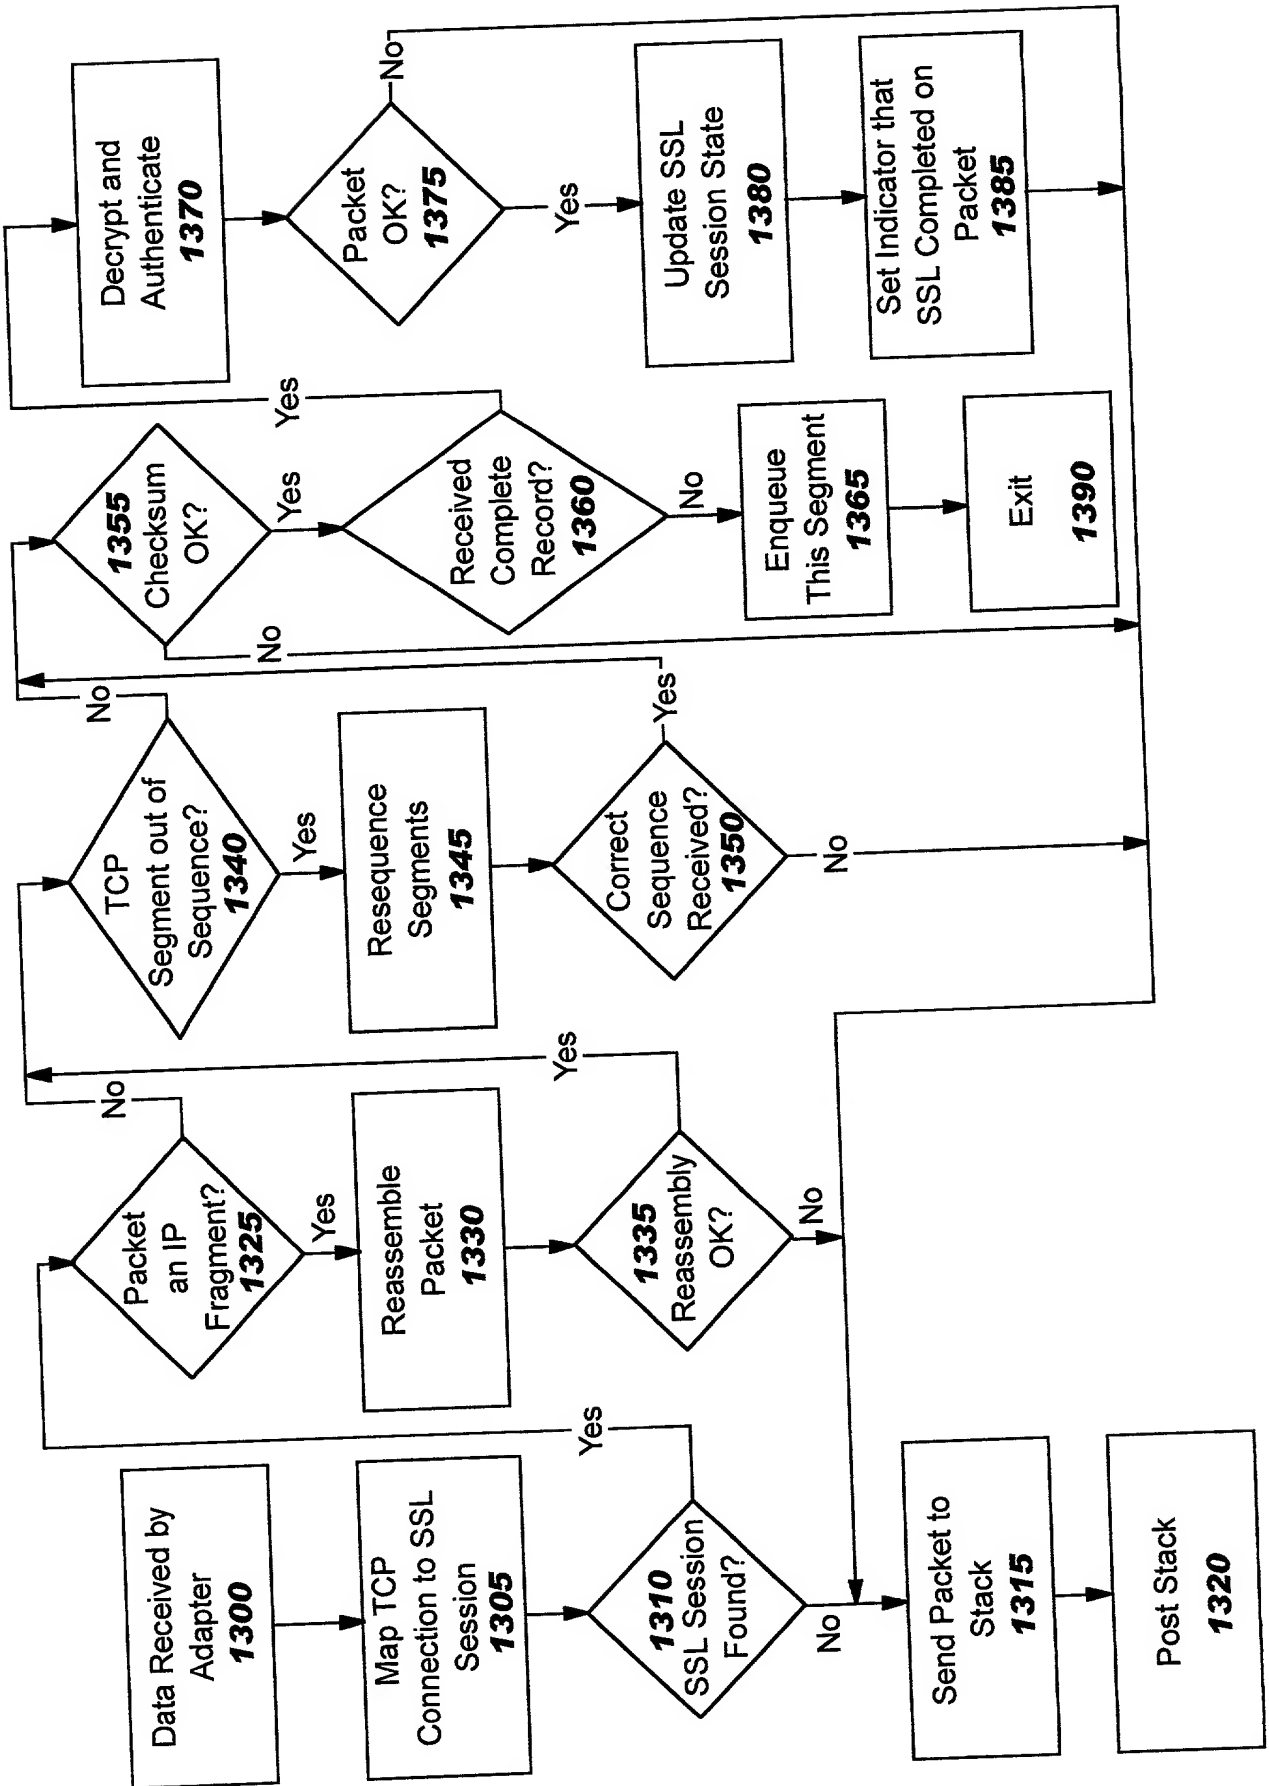 Data Received by
Adapter
1300
Map TCP
Connection to SSL
Session
1305
1310
SSL Session
Found?
Yes
No
Send Packet to
Stack
1315
Post Stack
1320
Packet
an IP
Fragment?
1325
No
Yes
Reassemble
Packet
1330
1335
Reassembly
OK?
Yes
No
TCP
Segment out of
Sequence?
1340
No
Yes
Resequence
Segments
1345
Correct
Sequence
Received?
1350
Yes
No
1355
Checksum
OK?
No
Yes
Received
Complete
Record?
1360
Yes
No
Enqueue
This Segment
1365
Exit
1390
Decrypt and
Authenticate
1370
Packet
OK?
1375
No
Yes
Update SSL
Session State
1380
Set Indicator that
SSL Completed on
Packet
1385